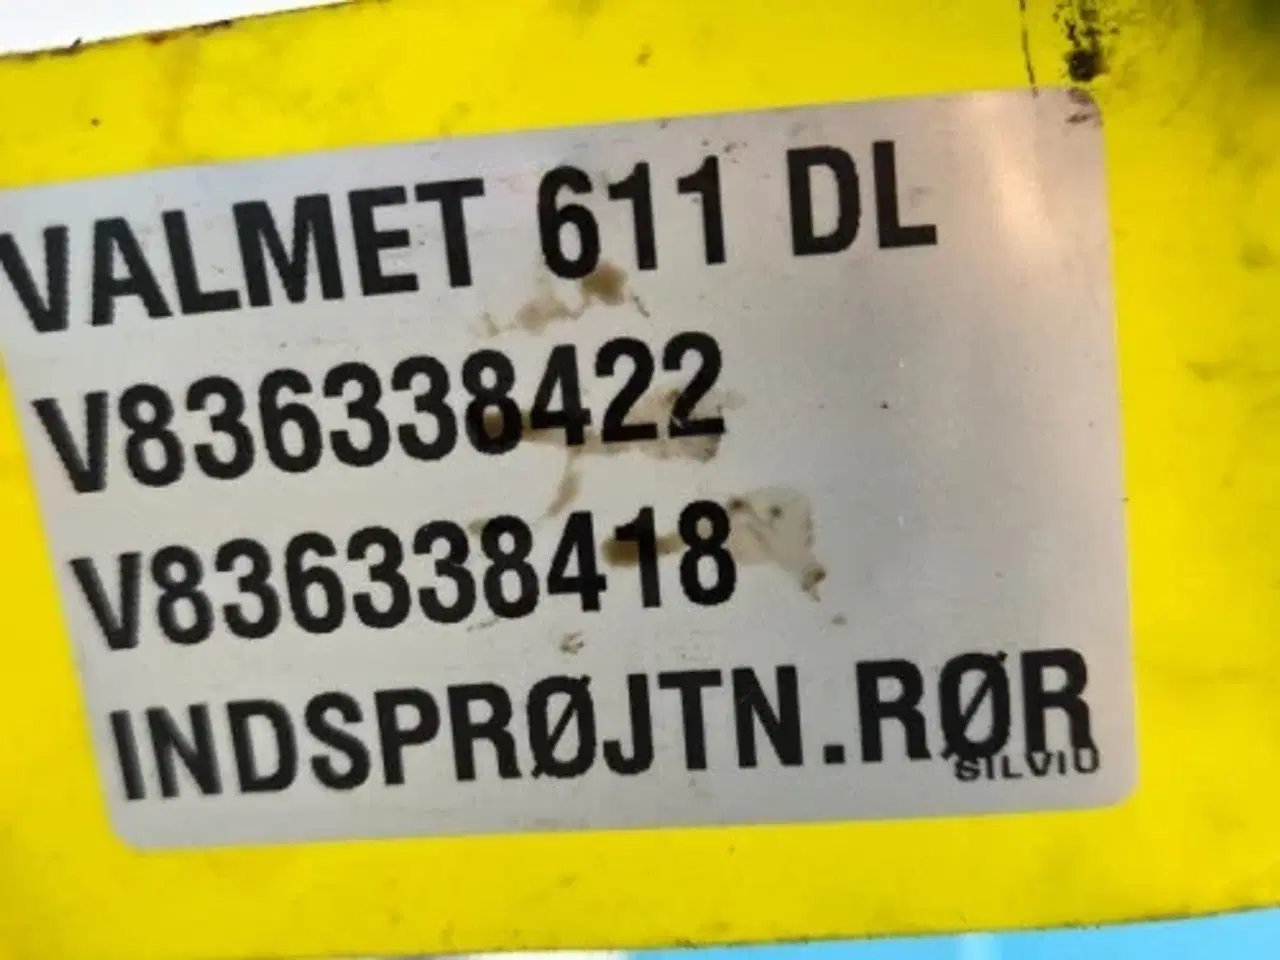 VALMET 611 DL
V836338422
V836338418
INDSPRØJTN.RØR
SILVIU